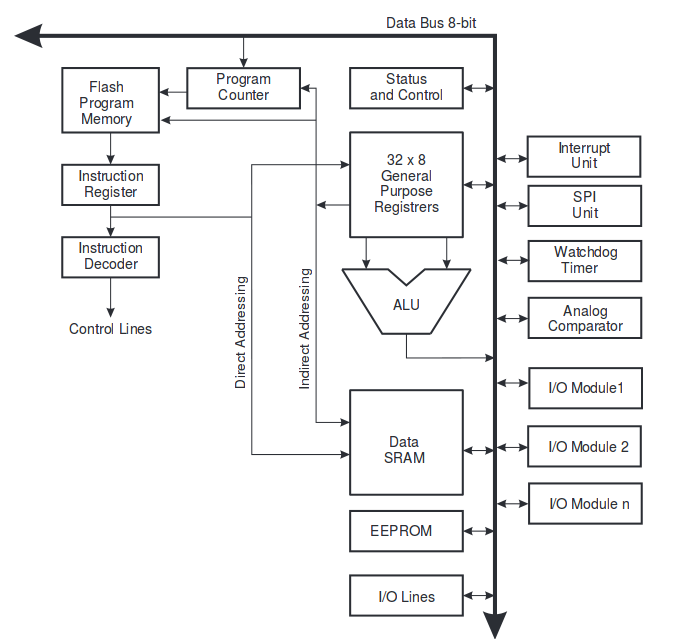 Data Bus 8-bit
Flash
Program
Memory
Program
Counter
Status
and Control
32 x 8
General
Purpose
Registrers
Interrupt
Unit
SPI
Unit
Watchdog
Timer
Analog
Comparator
Instruction
Register
Instruction
Decoder
Control Lines
Direct Addressing
Indirect Addressing
ALU
I/O Module1
Data
SRAM
I/O Module 2
I/O Module n
EEPROM
I/O Lines